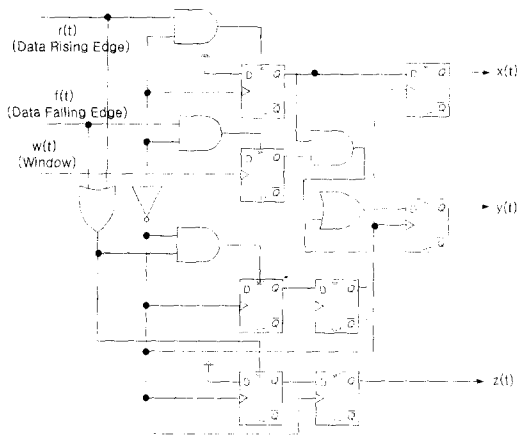 r(t)
(Data Rising Edge)
f(t)
(Data Falling Edge)
w(t)
(Window)
D Q
Q̅
D Q
Q̅
x(t)
D Q
Q̅
D Q
Q̅
y(t)
D Q
Q̅
D Q
Q̅
D Q
Q̅
D Q
Q̅
z(t)